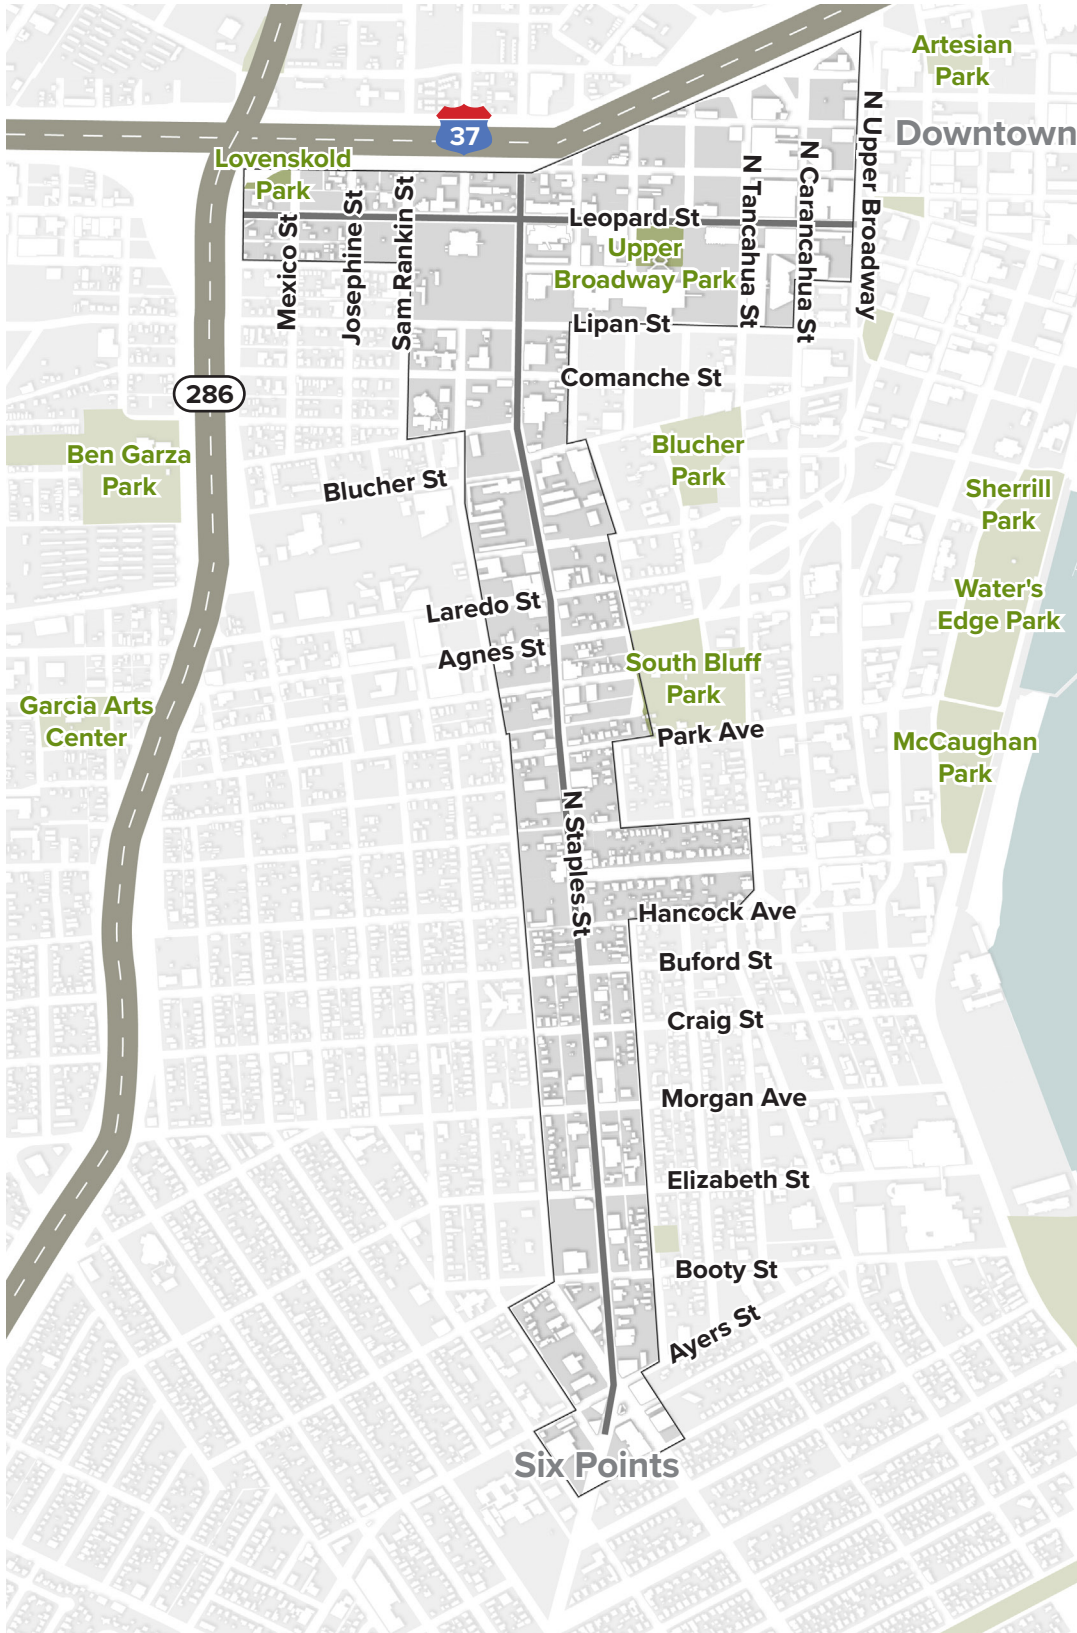 Artesian
Park
N Upper Broadway
Downtown
37
Lovenskold
Park
N Tancahua St
N Carancahua St
Mexico St
Josephine St
Sam Rankin St
Leopard St
Upper
Broadway Park
Lipan St
Comanche St
286
Ben Garza
Park
Blucher St
Blucher
Park
Sherrill
Park
Water's
Edge Park
Laredo St
Agnes St
South Bluff
Park
Garcia Arts
Center
Park Ave
McCaughan
Park
N Staples St
Hancock Ave
Buford St
Craig St
Morgan Ave
Elizabeth St
Booty St
Ayers St
Six Points